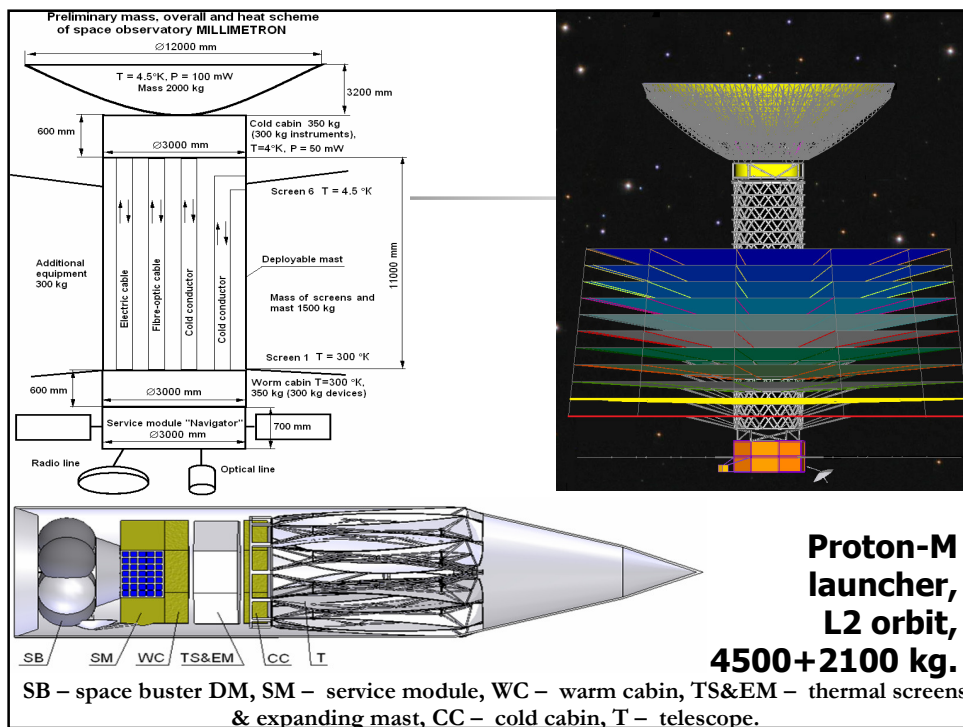 Preliminary mass, overall and heat scheme
of space observatory MILLIMETRON
∅12000 mm
T = 4.5°K, P = 100 mW
Mass 2000 kg
3200 mm
600 mm
Cold cabin 350 kg
(300 kg instruments),
∅3000 mm
T=4°K, P = 50 mW
Screen 6 T = 4.5 °K
Additional
equipment
300 kg
Electric cable
Fibre-optic cable
Cold conductor
Cold conductor
Deployable mast
11000 mm
Mass of screens and
mast 1500 kg
Screen 1 T = 300 °K
600 mm
∅3000 mm
Worm cabin T=300 °K,
350 kg (300 kg devices)
Service module "Navigator"
∅3000 mm
700 mm
Radio line
Optical line
Proton-M
launcher,
L2 orbit,
4500+2100 kg.
SB SM WC TS&EM CC T
SB – space buster DM, SM – service module, WC – warm cabin, TS&EM – thermal screens
& expanding mast, CC – cold cabin, T – telescope.